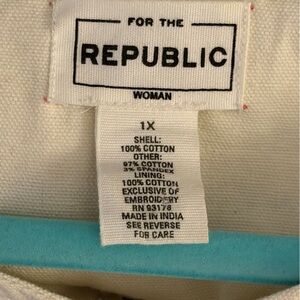 FOR THE
REPUBLIC
WOMAN
1X
SHELL:
100% COTTON
OTHER:
97% COTTON
3% SPANDEX
LINING:
100% COTTON
EXCLUSIVE OF
EMBROIDERY
RN 93176
MADE IN INDIA
SEE REVERSE
FOR CARE